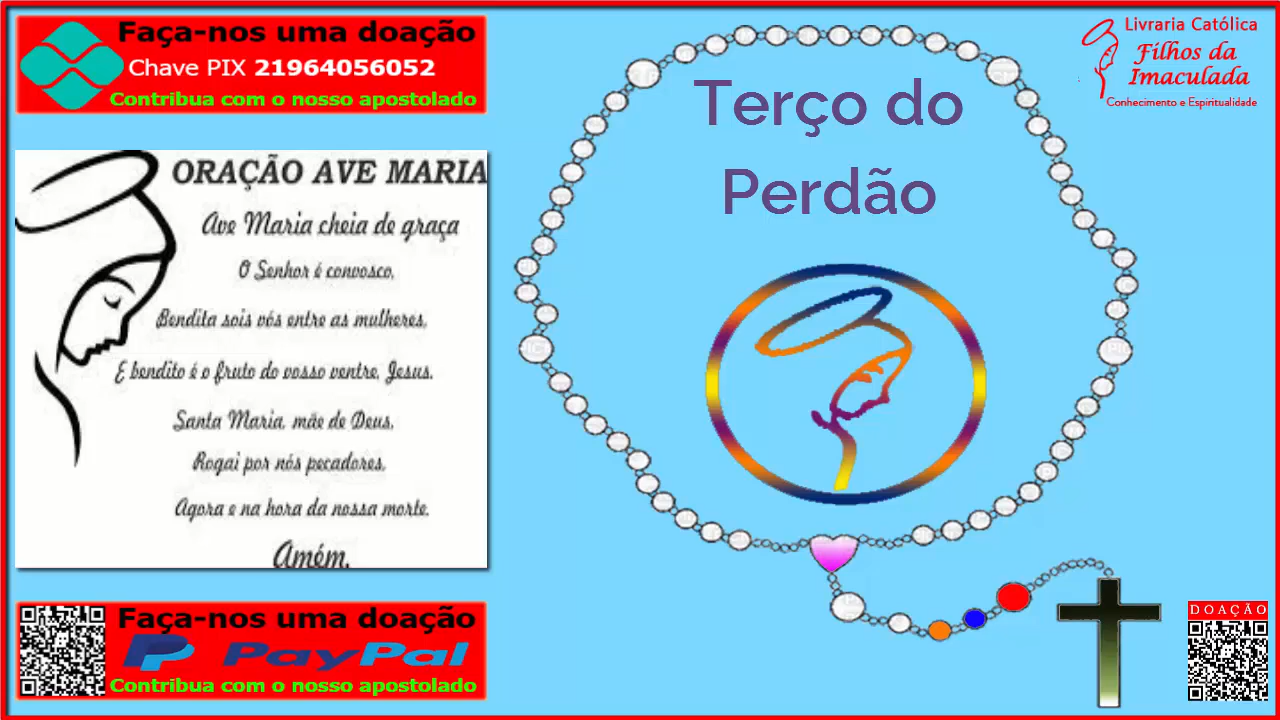 Faça-nos uma doação
Chave PIX 21964056052
Contribua com o nosso apostolado
ORAÇÃO AVE MARIA
Ave Maria cheia de graça
O Senhor é convosco,
Bendita sois vós entre as mulheres,
E bendito é o fruto do vosso ventre, Jesus.
Santa Maria, mãe de Deus,
Rogai por nós pecadores,
Agora e na hora da nossa morte.
Amém.
Faça-nos uma doação
PayPal
Contribua com o nosso apostolado
Terço do
Perdão
Livraria Católica
Filhos da
Imaculada
Conhecimento e Espiritualidade
DOAÇÃO